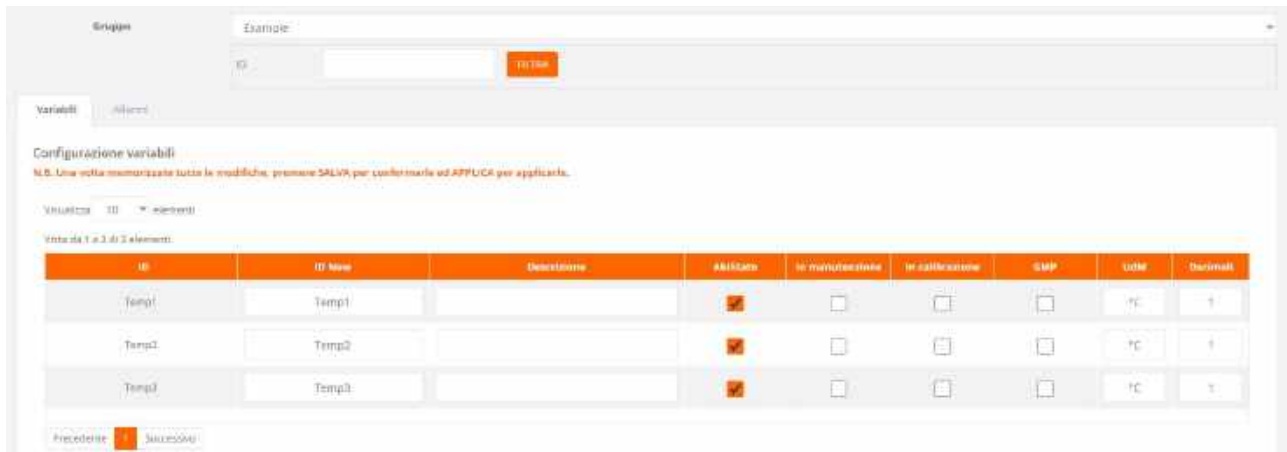 Gruppo Example
ID FILTRA
Variabili Allarmi
Configurazione variabili
N.B. Una volta memorizzate tutte le modifiche, premere SALVA per confermarle ed APPLICA per applicarle.
Visualizza 10 elementi
Vista da 1 a 3 di 3 elementi
ID ID New Descrizione Abilitato In manutenzione In calibrazione GMP UdM Decimali
Temp1 Temp1 °C 1
Temp2 Temp2 °C 1
Temp3 Temp3 °C 1
Precedente 1 Successivo